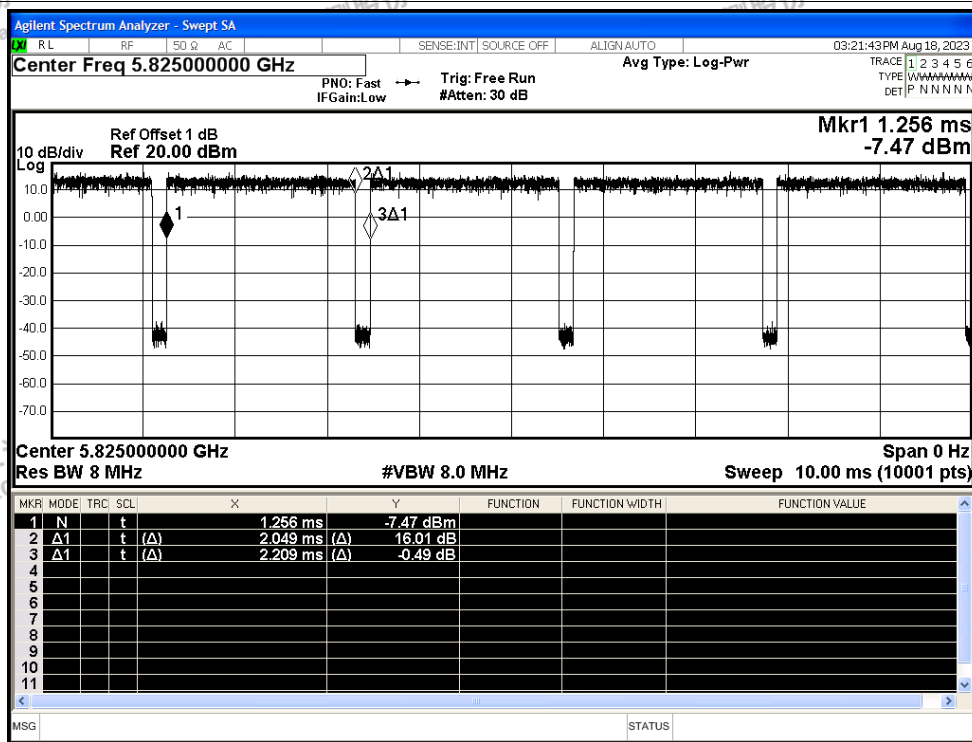 Agilent Spectrum Analyzer - Swept SA
LXI RL RF 50 Ω AC SENSE:INT SOURCE OFF ALIGN AUTO 03:21:43 PM Aug 18, 2023
Center Freq 5.825000000 GHz
PNO: Fast
IFGain:Low
Trig: Free Run
#Atten: 30 dB
Avg Type: Log-Pwr
TRACE 1 2 3 4 5 6
TYPE
DET P N N N N N
Mkr1 1.256 ms
-7.47 dBm
Ref Offset 1 dB
10 dB/div Ref 20.00 dBm
Log
10.0
0.00
-10.0
-20.0
-30.0
-40.0
-50.0
-60.0
-70.0
2Δ1
1
3Δ1
Center 5.825000000 GHz Span 0 Hz
Res BW 8 MHz #VBW 8.0 MHz Sweep 10.00 ms (10001 pts)
MKR MODE TRC SCL X Y FUNCTION FUNCTION WIDTH FUNCTION VALUE
1 N t 1.256 ms -7.47 dBm
2 Δ1 t (Δ) 2.049 ms (Δ) 16.01 dB
3 Δ1 t (Δ) 2.209 ms (Δ) -0.49 dB
4
5
6
7
8
9
10
11
MSG STATUS